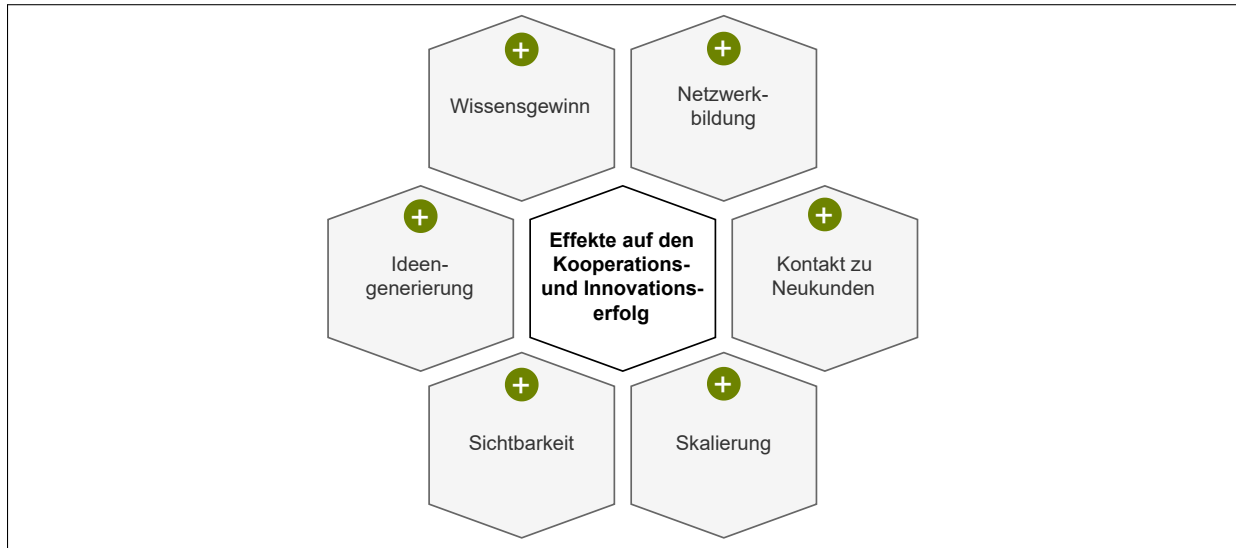 Wissensgewinn
Netzwerk-
bildung
Ideen-
generierung
Effekte auf den
Kooperations-
und Innovations-
erfolg
Kontakt zu
Neukunden
Sichtbarkeit
Skalierung